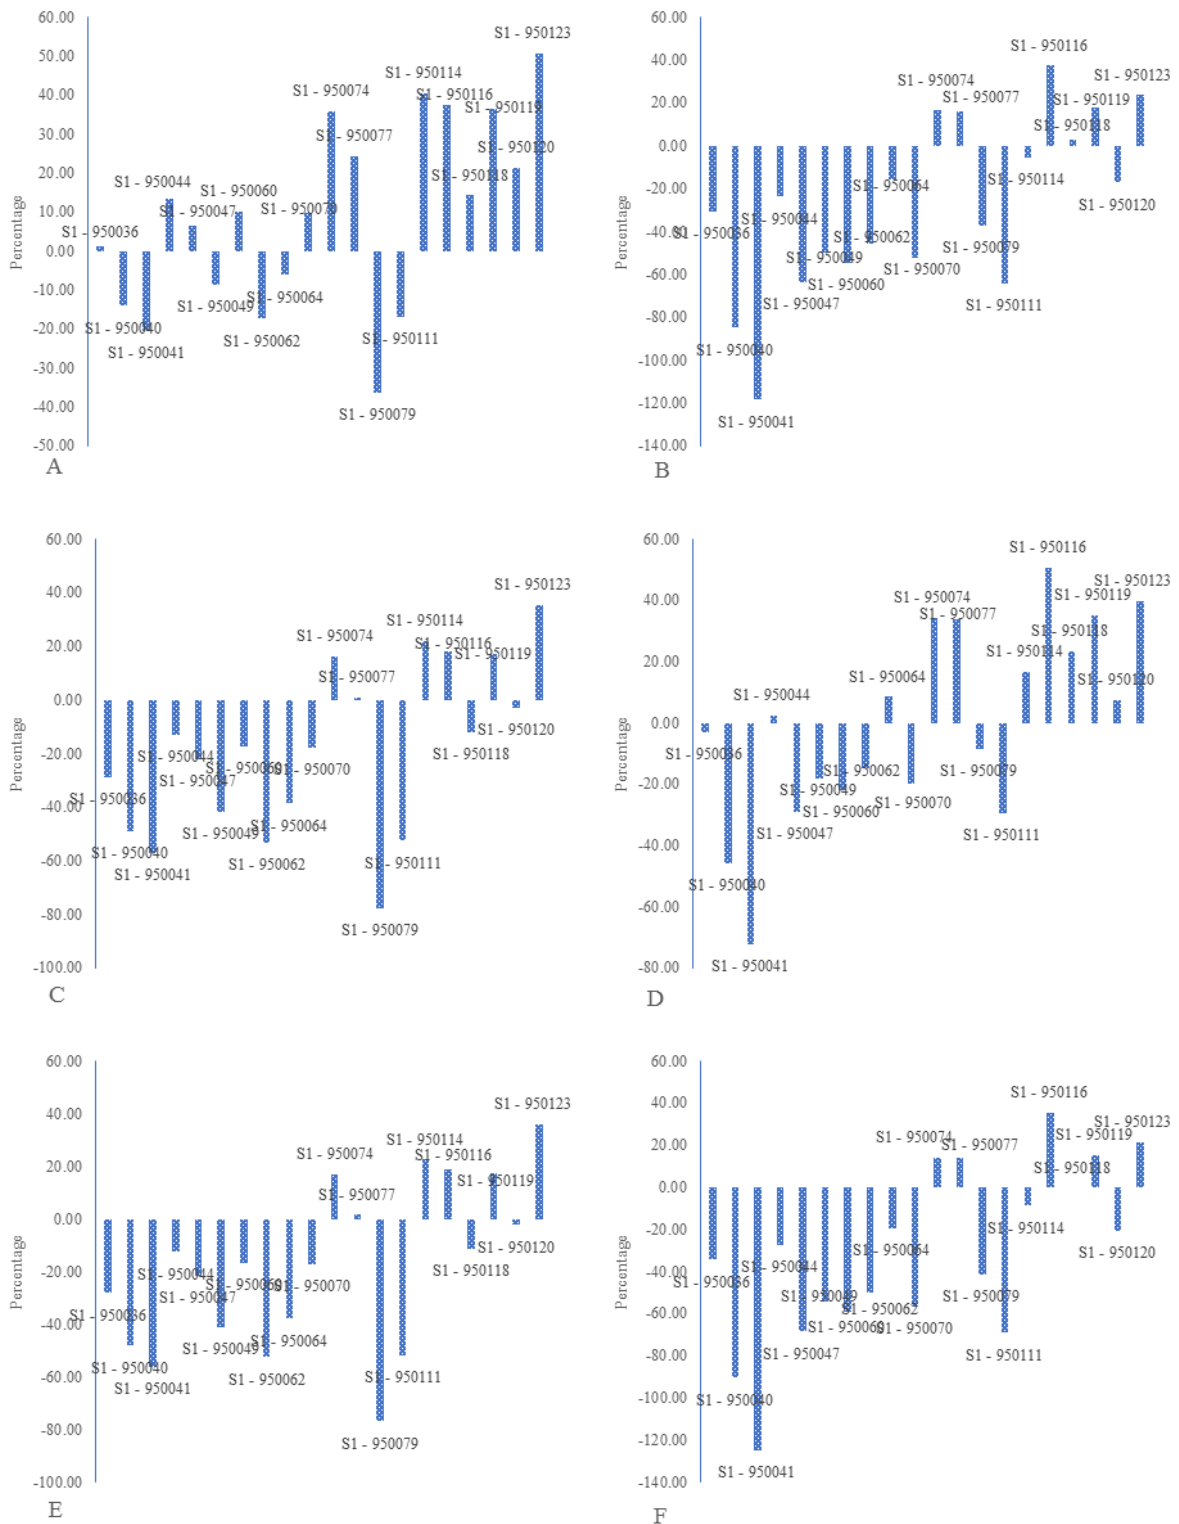 60.00
50.00
40.00
30.00
20.00
10.00
0.00
-10.00
-20.00
-30.00
-40.00
-50.00
Percentage
S1 - 950036
S1 - 950040
S1 - 950041
S1 - 950044
S1 - 950047
S1 - 950049
S1 - 950060
S1 - 950062
S1 - 950064
S1 - 950070
S1 - 950074
S1 - 950077
S1 - 950079
S1 - 950111
S1 - 950114
S1 - 950116
S1 - 950118
S1 - 950119
S1 - 950120
S1 - 950123
A
60.00
40.00
20.00
0.00
-20.00
-40.00
-60.00
-80.00
-100.00
-120.00
-140.00
Percentage
S1 - 950036
S1 - 950040
S1 - 950041
S1 - 950044
S1 - 950047
S1 - 950049
S1 - 950060
S1 - 950062
S1 - 950064
S1 - 950070
S1 - 950074
S1 - 950077
S1 - 950079
S1 - 950111
S1 - 950114
S1 - 950116
S1 - 950118
S1 - 950119
S1 - 950120
S1 - 950123
B
60.00
40.00
20.00
0.00
-20.00
-40.00
-60.00
-80.00
-100.00
Percentage
S1 - 950036
S1 - 950040
S1 - 950041
S1 - 950044
S1 - 950047
S1 - 950049
S1 - 950060
S1 - 950062
S1 - 950064
S1 - 950070
S1 - 950074
S1 - 950077
S1 - 950079
S1 - 950111
S1 - 950114
S1 - 950116
S1 - 950118
S1 - 950119
S1 - 950120
S1 - 950123
C
60.00
40.00
20.00
0.00
-20.00
-40.00
-60.00
-80.00
Percentage
S1 - 950036
S1 - 950040
S1 - 950041
S1 - 950044
S1 - 950047
S1 - 950049
S1 - 950060
S1 - 950062
S1 - 950064
S1 - 950070
S1 - 950074
S1 - 950077
S1 - 950079
S1 - 950111
S1 - 950114
S1 - 950116
S1 - 950118
S1 - 950119
S1 - 950120
S1 - 950123
D
60.00
40.00
20.00
0.00
-20.00
-40.00
-60.00
-80.00
-100.00
Percentage
S1 - 950036
S1 - 950040
S1 - 950041
S1 - 950044
S1 - 950047
S1 - 950049
S1 - 950060
S1 - 950062
S1 - 950064
S1 - 950070
S1 - 950074
S1 - 950077
S1 - 950079
S1 - 950111
S1 - 950114
S1 - 950116
S1 - 950118
S1 - 950119
S1 - 950120
S1 - 950123
E
60.00
40.00
20.00
0.00
-20.00
-40.00
-60.00
-80.00
-100.00
-120.00
-140.00
Percentage
S1 - 950036
S1 - 950040
S1 - 950041
S1 - 950044
S1 - 950047
S1 - 950049
S1 - 950060
S1 - 950062
S1 - 950064
S1 - 950070
S1 - 950074
S1 - 950077
S1 - 950079
S1 - 950111
S1 - 950114
S1 - 950116
S1 - 950118
S1 - 950119
S1 - 950120
S1 - 950123
F